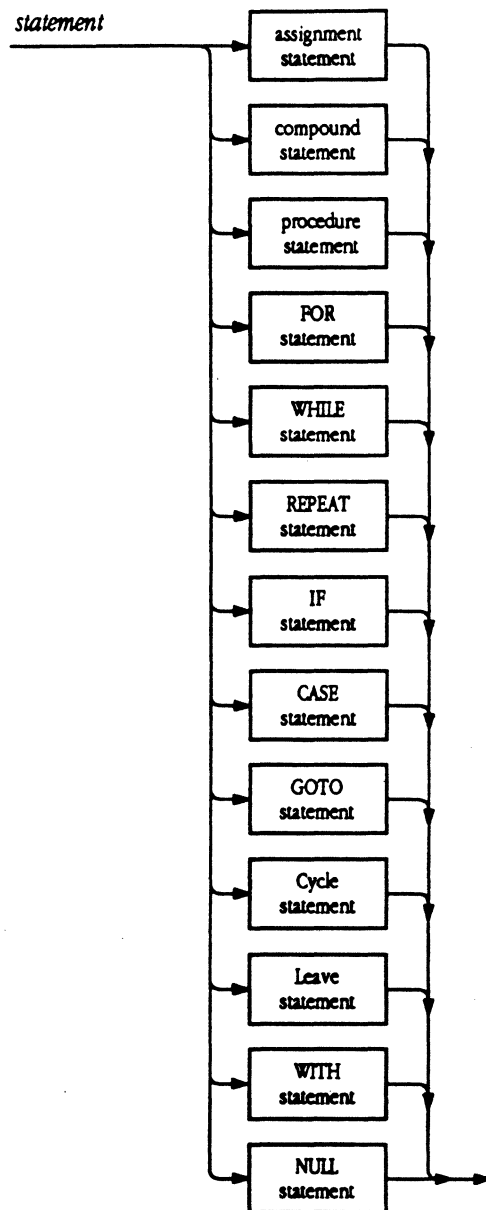 statement
assignment
statement
compound
statement
procedure
statement
FOR
statement
WHILE
statement
REPEAT
statement
IF
statement
CASE
statement
GOTO
statement
Cycle
statement
Leave
statement
WITH
statement
NULL
statement